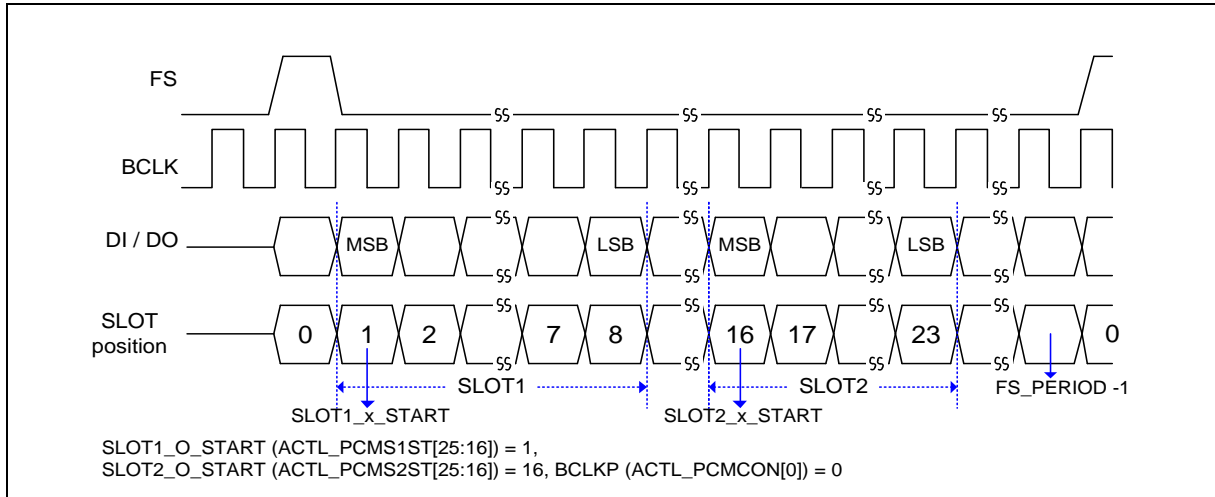 FS
BCLK
DI / DO MSB LSB MSB LSB
SLOT position 0 1 2 7 8 16 17 23 0
SLOT1 SLOT2 FS_PERIOD -1
SLOT1_x_START SLOT2_x_START
SLOT1_O_START (ACTL_PCMS1ST[25:16]) = 1,
SLOT2_O_START (ACTL_PCMS2ST[25:16]) = 16, BCLKP (ACTL_PCMCON[0]) = 0